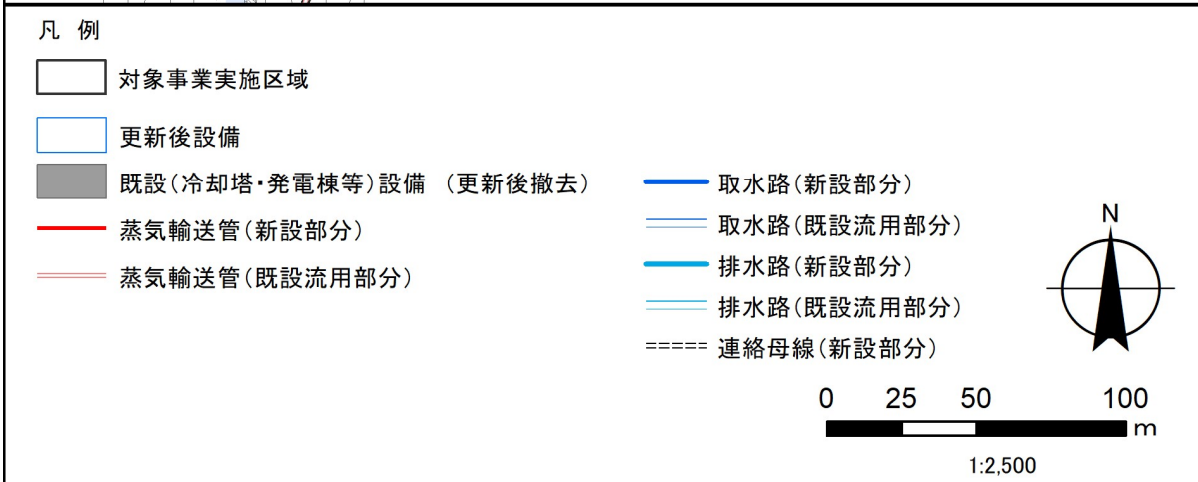 凡 例
対象事業実施区域
更新後設備
既設(冷却塔・発電棟等)設備 (更新後撤去)
蒸気輸送管(新設部分)
蒸気輸送管(既設流用部分)
取水路(新設部分)
取水路(既設流用部分)
排水路(新設部分)
排水路(既設流用部分)
連絡母線(新設部分)
N
0 25 50 100
m
1:2,500